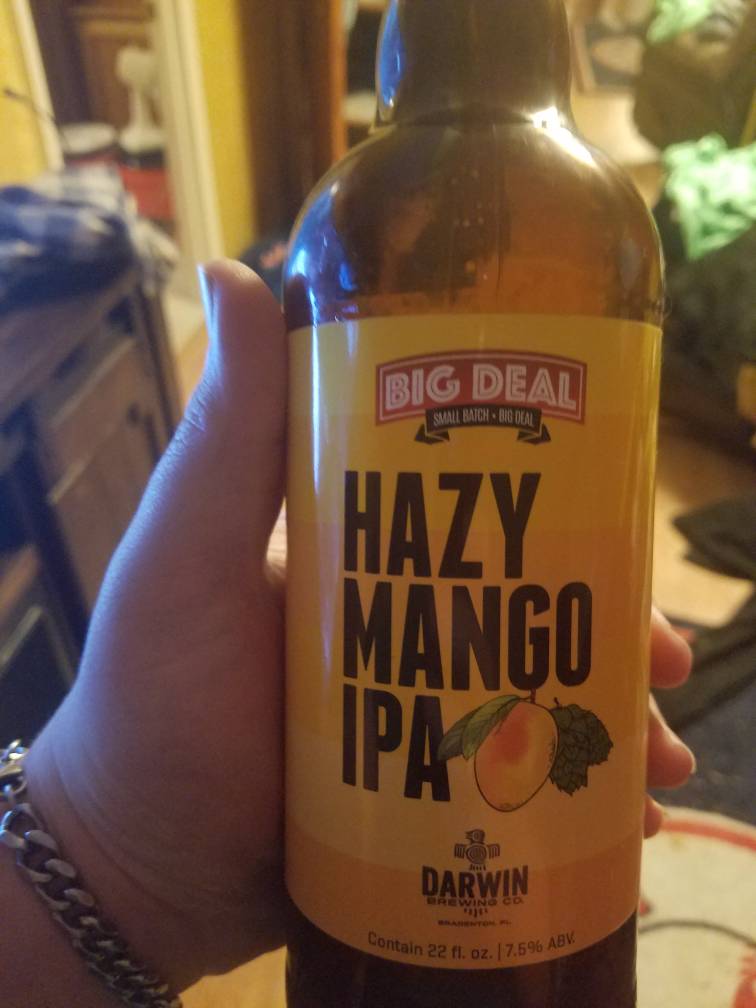 BIG DEAL
SMALL BATCH • BIG DEAL
HAZY
MANGO
IPA
DARWIN
BREWING CO.
BRADENTON, FL
Contain 22 fl. oz. | 7.5% ABV.